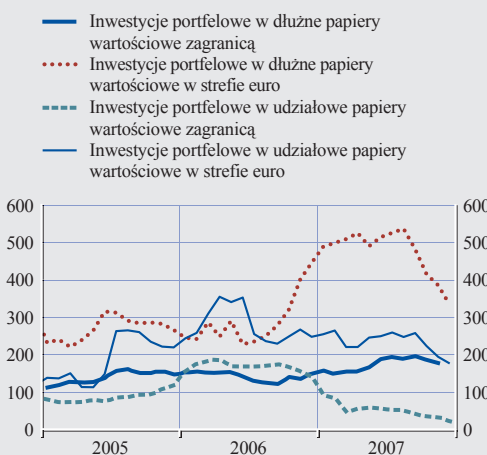 Inwestycje portfelowe w dłużne papiery
wartościowe zagranicą
Inwestycje portfelowe w dłużne papiery
wartościowe w strefie euro
Inwestycje portfelowe w udziałowe papiery
wartościowe zagranicą
Inwestycje portfelowe w udziałowe papiery
wartościowe w strefie euro
600 600
500 500
400 400
300 300
200 200
100 100
0 0
2005 2006 2007